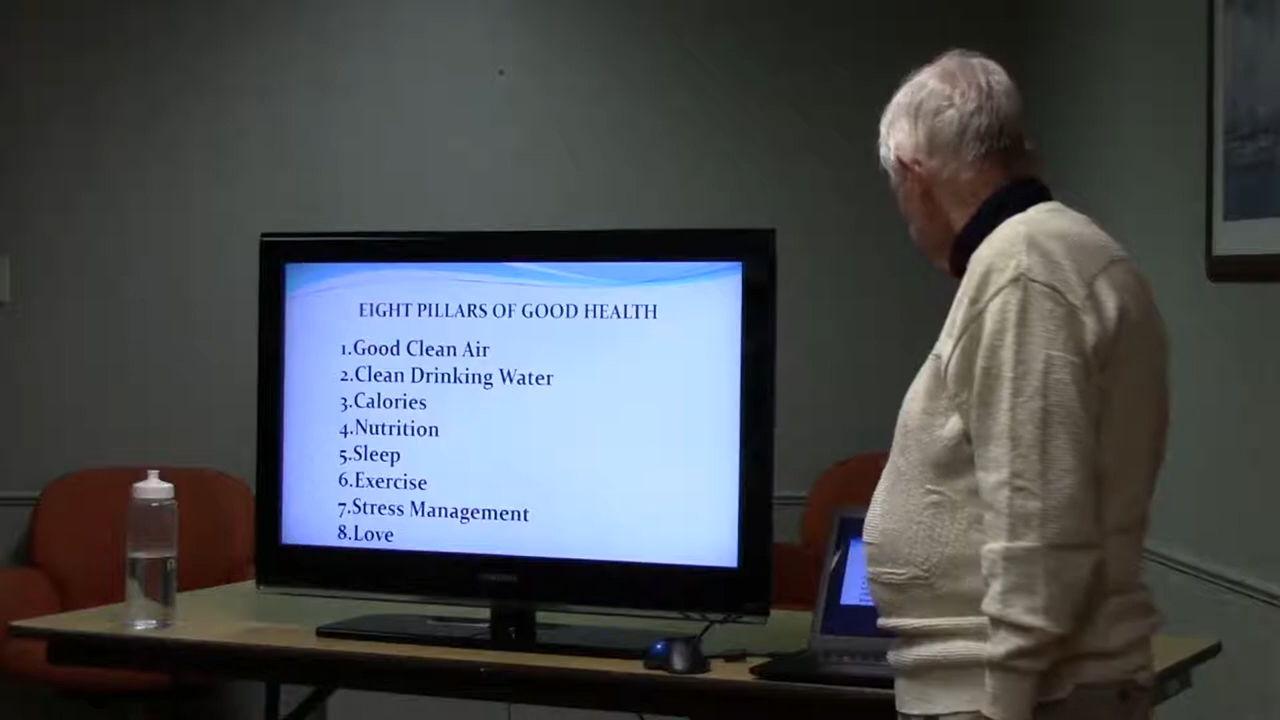 EIGHT PILLARS OF GOOD HEALTH
1.Good Clean Air
2.Clean Drinking Water
3.Calories
4.Nutrition
5.Sleep
6.Exercise
7.Stress Management
8.Love